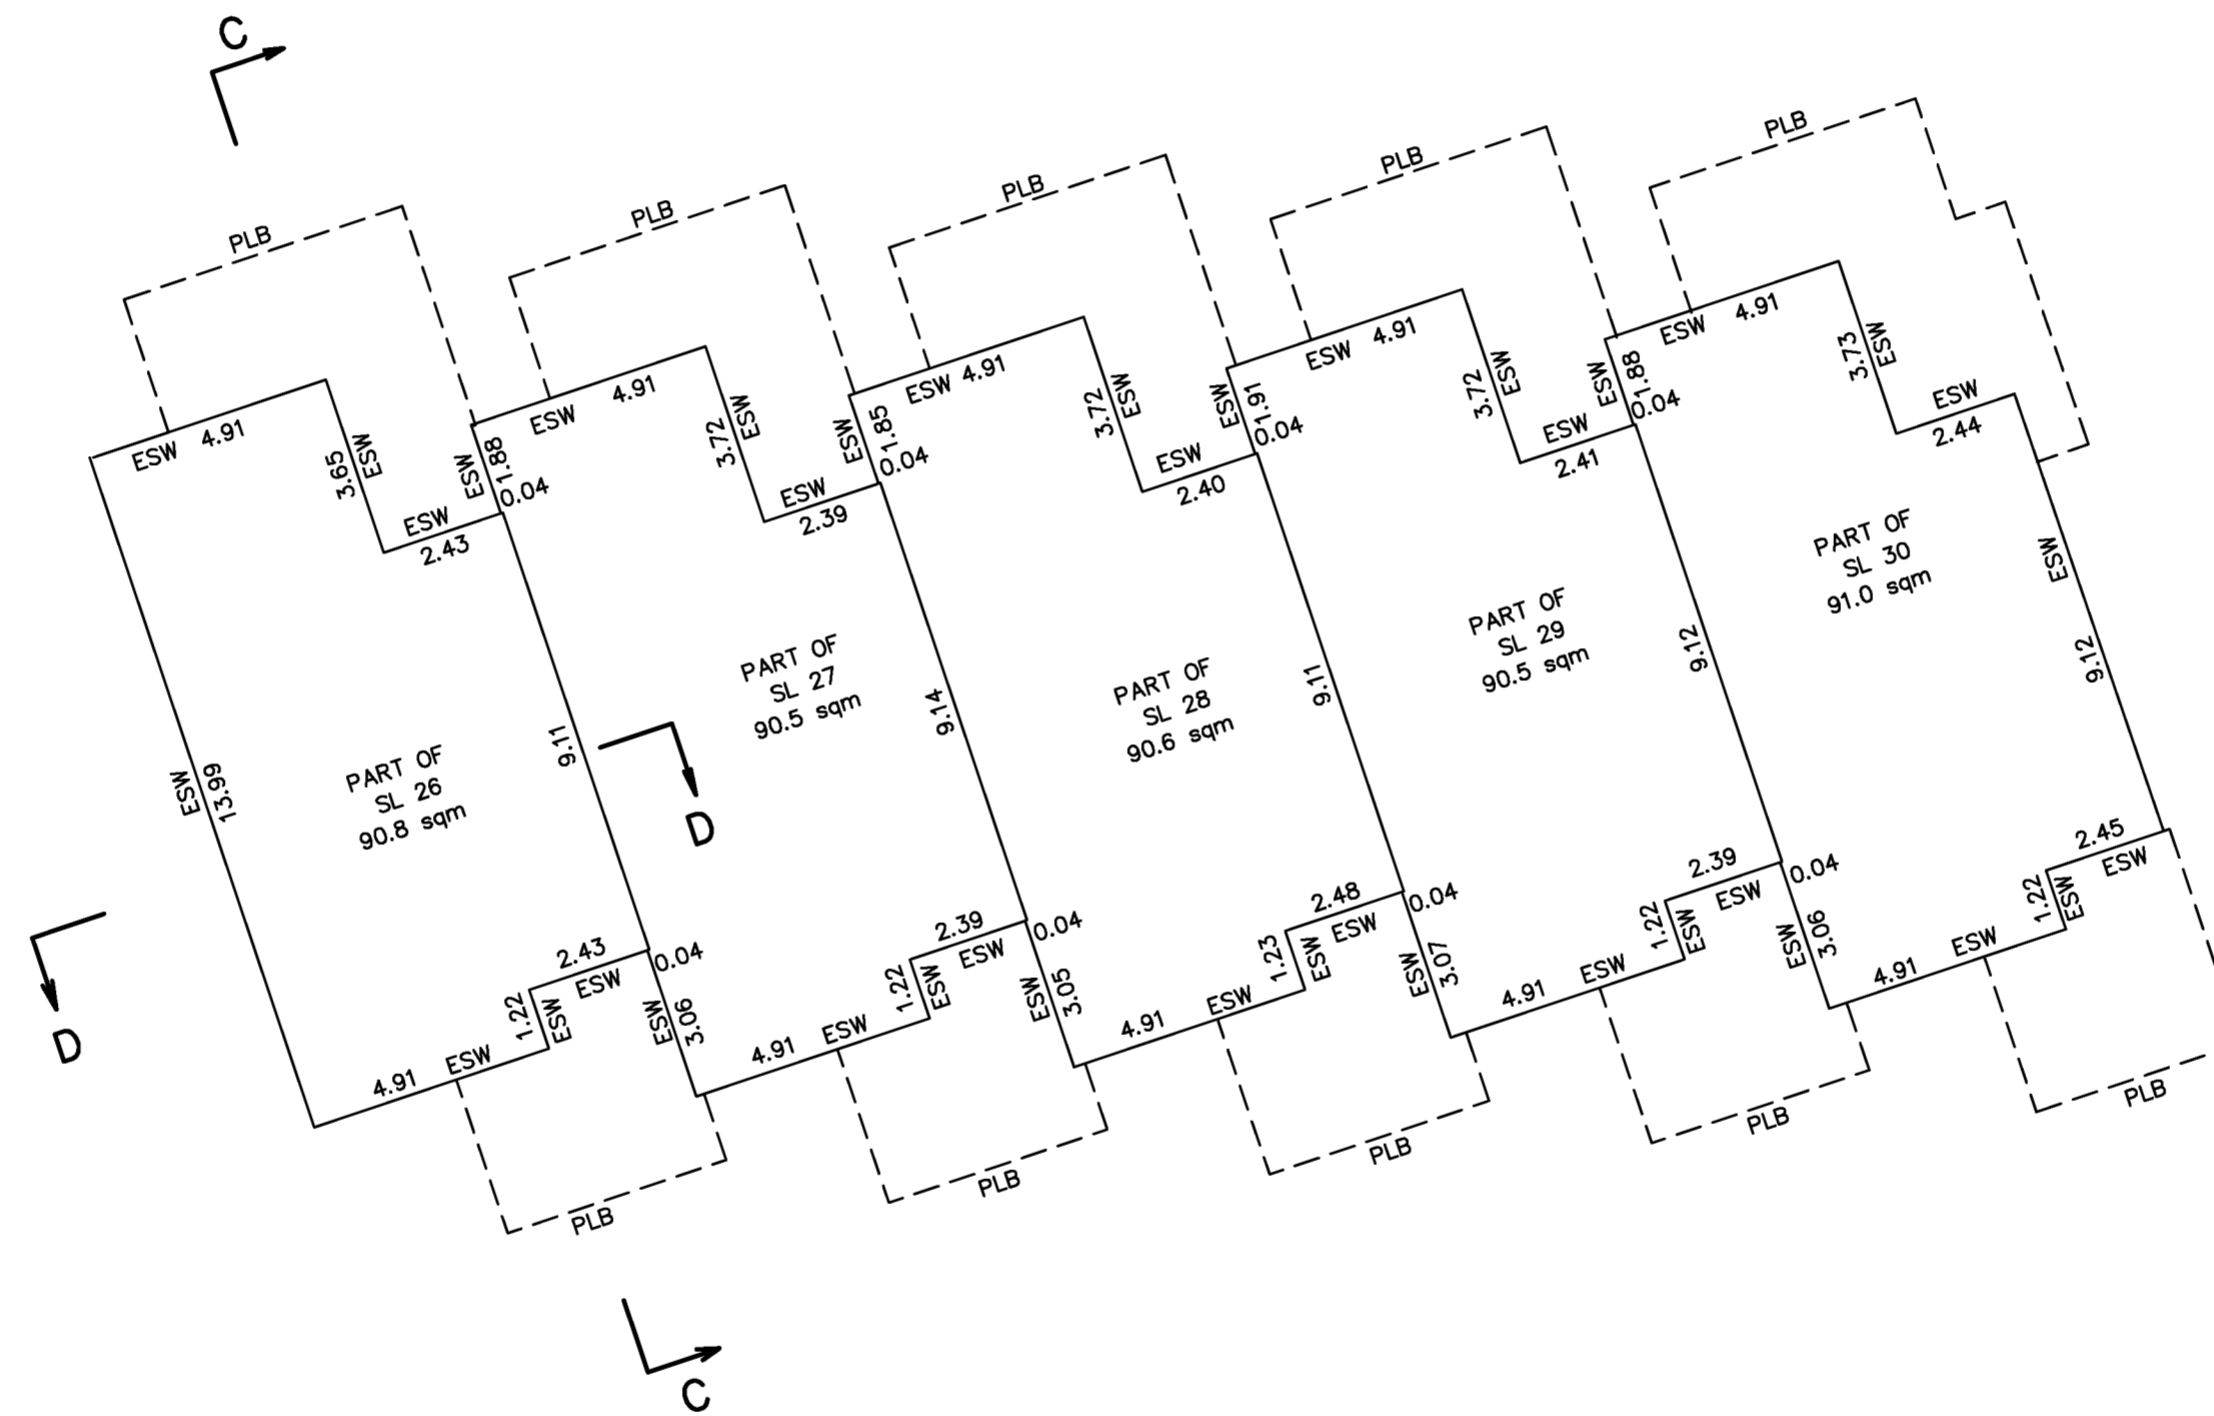 C
PLB
PLB
PLB
PLB
PLB
ESW
4.91
3.65
ESW
ESW
2.43
ESW
1.88
0.04
ESW
4.91
3.72
ESW
ESW
2.39
ESW
1.85
0.04
ESW
4.91
3.72
ESW
ESW
2.40
ESW
1.91
0.04
ESW
4.91
3.72
ESW
ESW
2.41
ESW
1.88
0.04
ESW
4.91
3.73
ESW
ESW
2.44
ESW
9.12
ESW
13.99
PART OF
SL 26
90.8 sqm
9.11
PART OF
SL 27
90.5 sqm
9.14
PART OF
SL 28
90.6 sqm
9.11
PART OF
SL 29
90.5 sqm
9.12
PART OF
SL 30
91.0 sqm
D
D
4.91
ESW
1.22
ESW
2.43
ESW
0.04
ESW
3.06
4.91
ESW
1.22
ESW
2.39
ESW
0.04
ESW
3.05
4.91
ESW
1.23
ESW
2.48
ESW
0.04
ESW
3.07
4.91
ESW
1.22
ESW
2.39
ESW
0.04
ESW
3.06
4.91
ESW
1.22
ESW
2.45
ESW
PLB
PLB
PLB
PLB
PLB
C